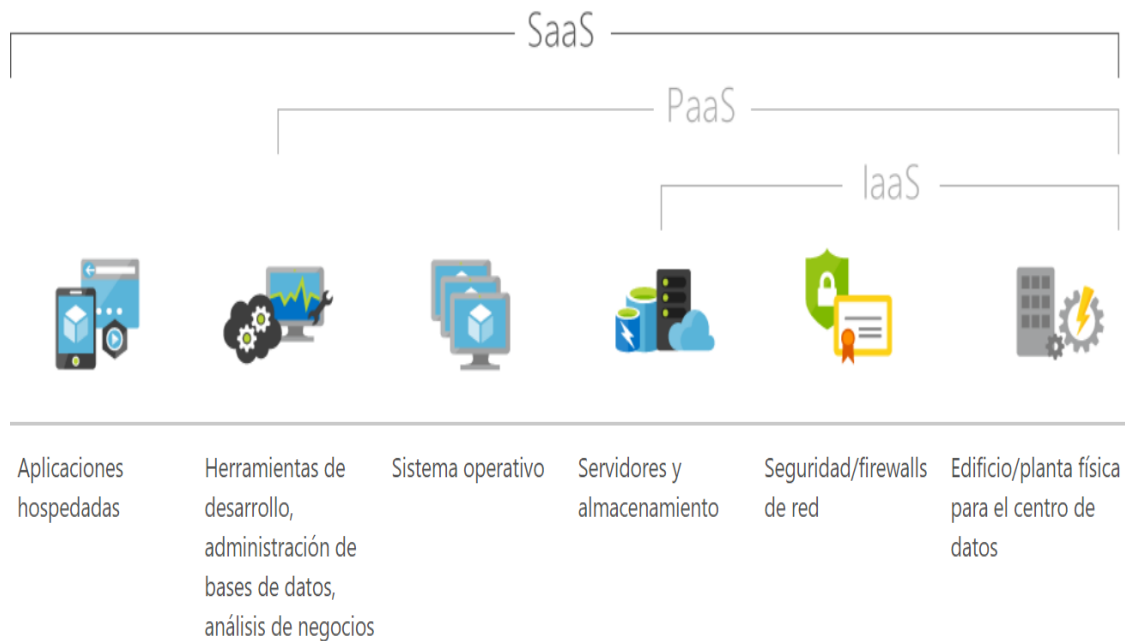 SaaS
PaaS
IaaS
Aplicaciones
hospedadas
Herramientas de
desarrollo,
administración de
bases de datos,
análisis de negocios
Sistema operativo
Servidores y
almacenamiento
Seguridad/firewalls
de red
Edificio/planta física
para el centro de
datos